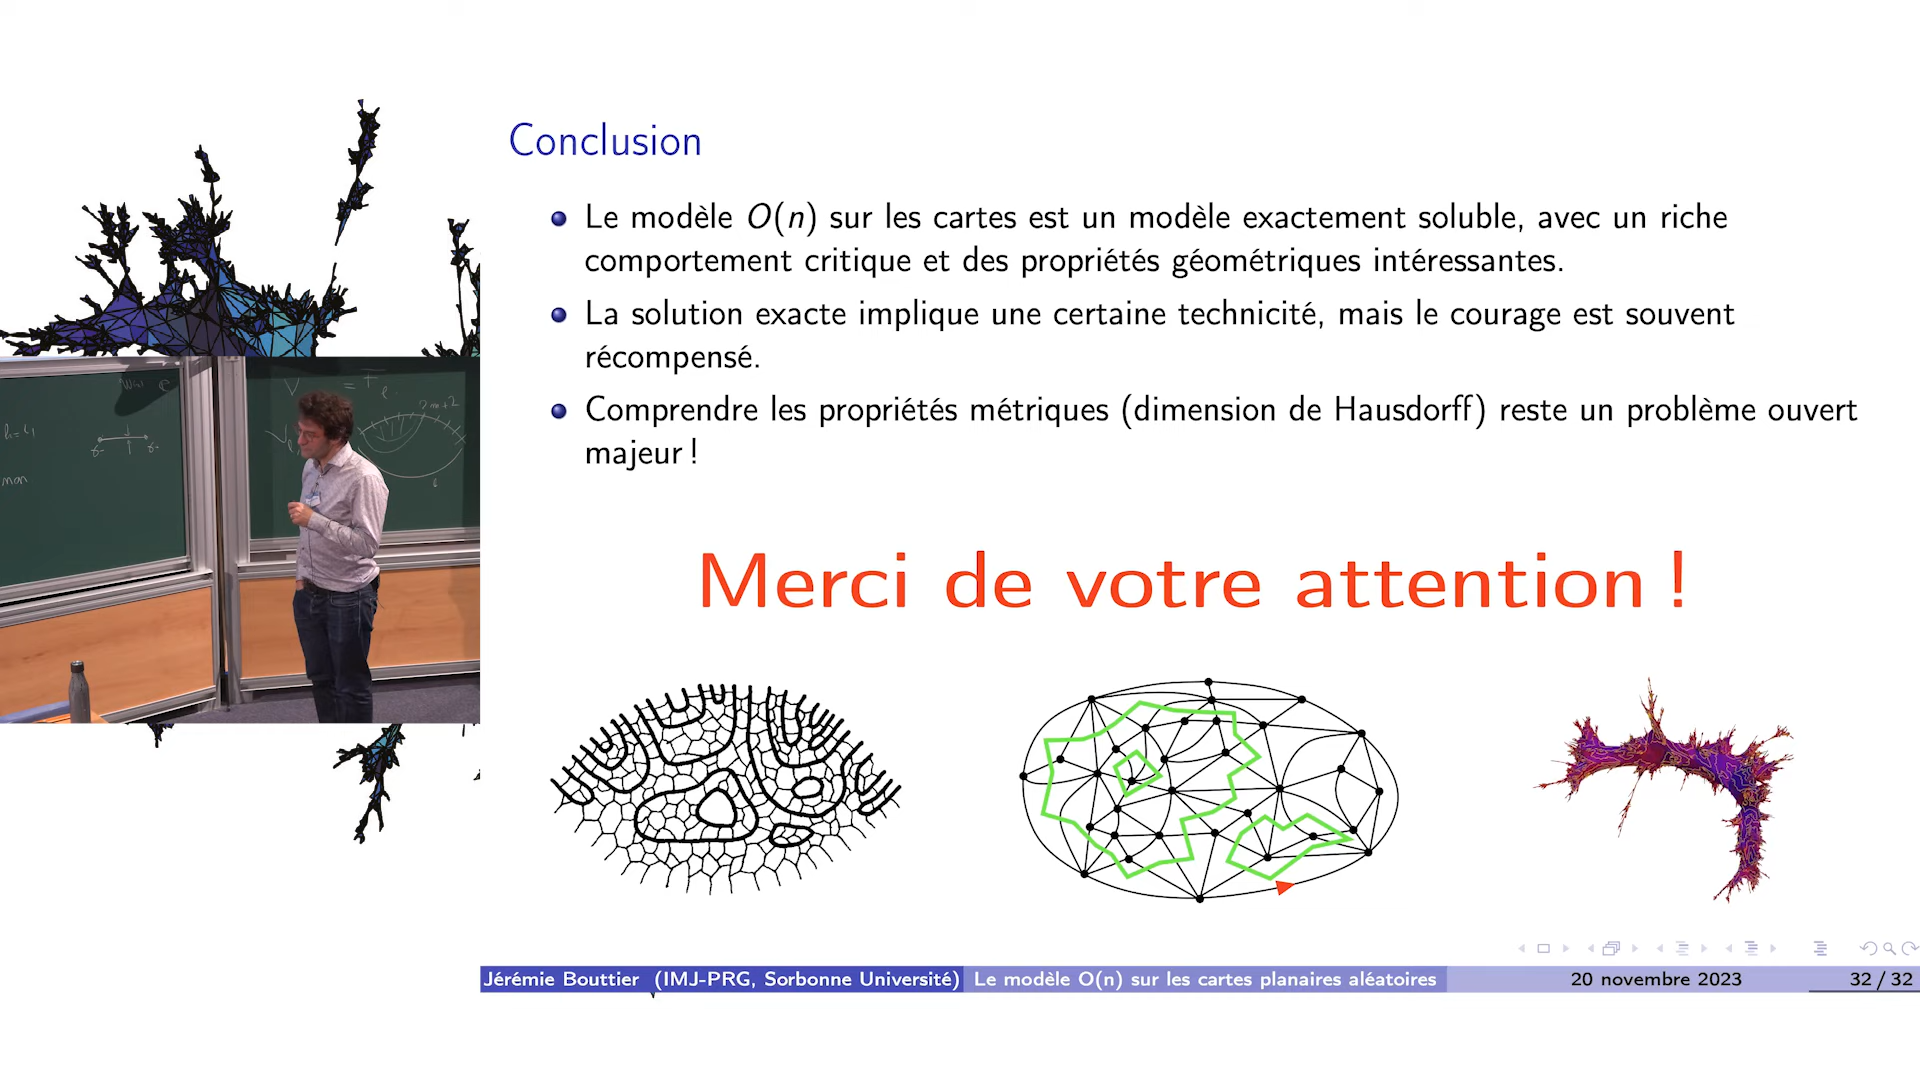 Conclusion
Le modèle O(n) sur les cartes est un modèle exactement soluble, avec un riche
comportement critique et des propriétés géométriques intéressantes.
La solution exacte implique une certaine technicité, mais le courage est souvent
récompensé.
Comprendre les propriétés métriques (dimension de Hausdorff) reste un problème ouvert
majeur !
Merci de votre attention !
Jérémie Bouttier (IMJ-PRG, Sorbonne Université)
Le modèle O(n) sur les cartes planaires aléatoires
20 novembre 2023
32 / 32